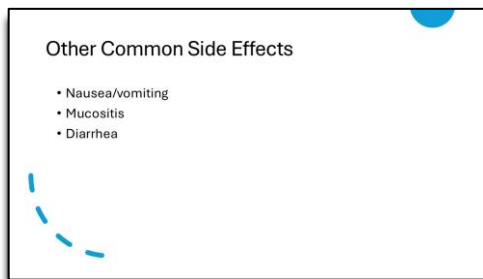 Other Common Side Effects
• Nausea/vomiting
• Mucositis
• Diarrhea